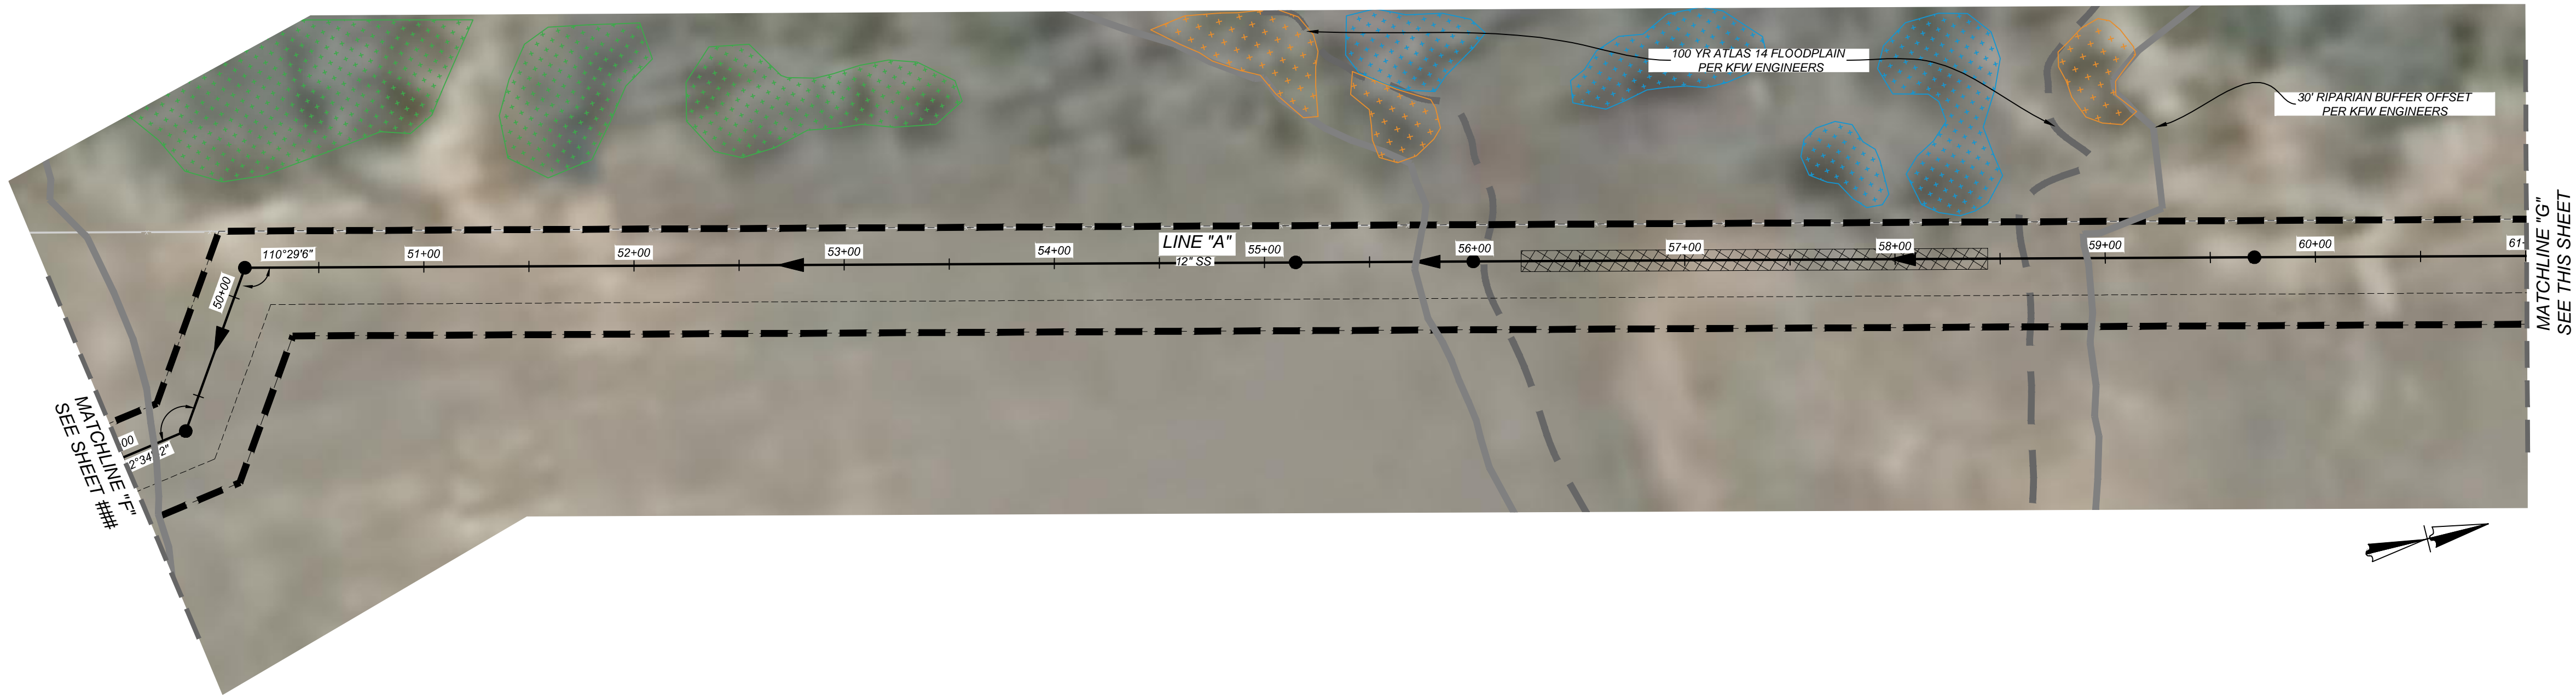 100 YR ATLAS 14 FLOODPLAIN
PER KFW ENGINEERS
30' RIPARIAN BUFFER OFFSET
PER KFW ENGINEERS
LINE "A"
12" SS
110°29'6"
50+00
51+00
52+00
53+00
54+00
55+00
56+00
57+00
58+00
59+00
60+00
61+
00
MATCHLINE "F"
SEE SHEET ###
MATCHLINE "G"
SEE THIS SHEET